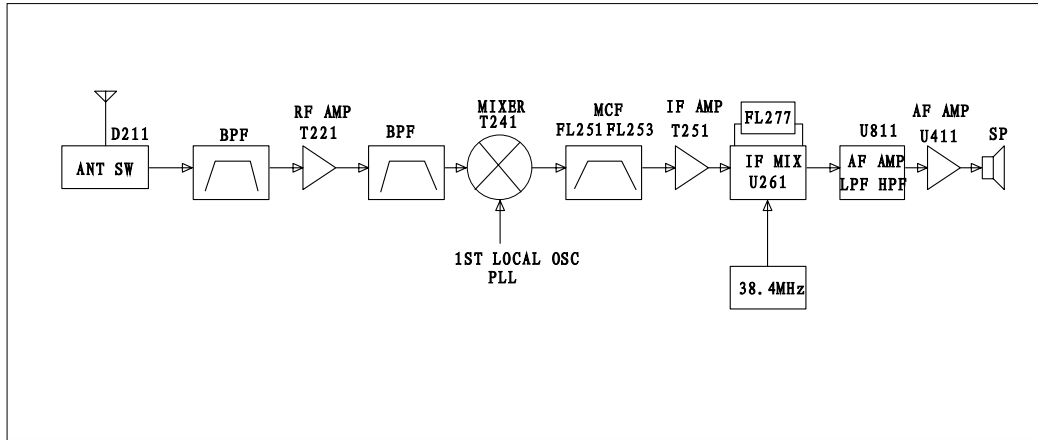 D211
ANT SW
BPF
RF AMP
T221
BPF
MIXER
T241
MCF
FL251 FL253
IF AMP
T251
FL277
IF MIX
U261
U811
AF AMP
LPF HPF
AF AMP
U411
SP
1ST LOCAL OSC
PLL
38.4MHz